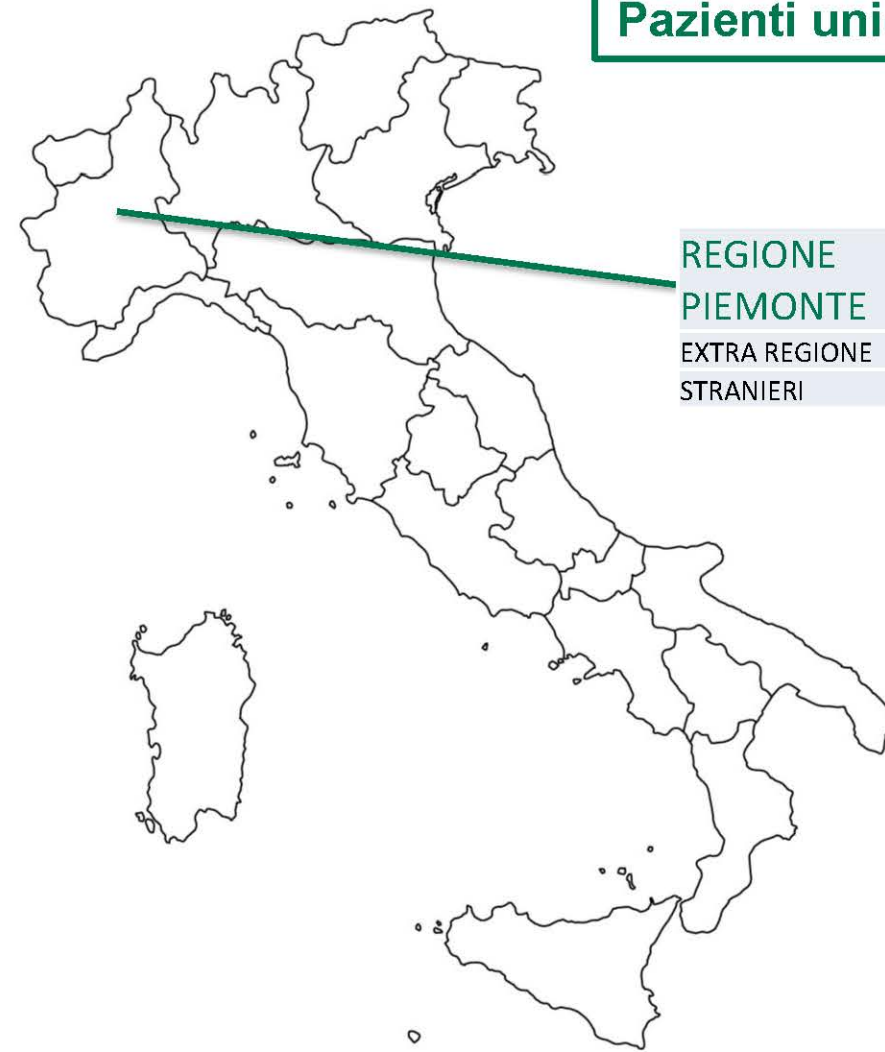 Pazienti uni
REGIONE
PIEMONTE
EXTRA REGIONE
STRANIERI